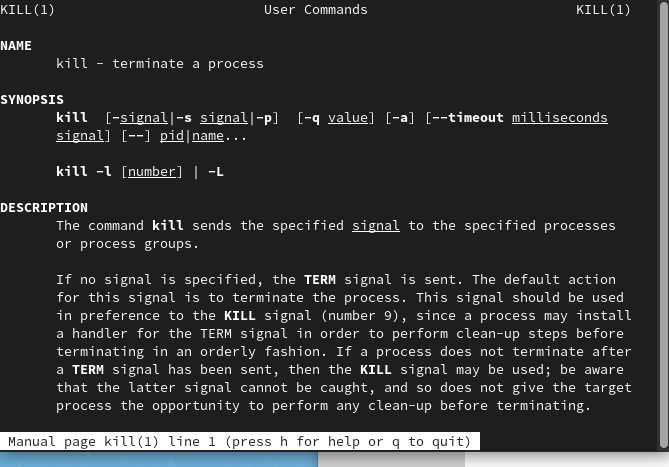 KILL(1) User Commands KILL(1)
NAME
kill - terminate a process
SYNOPSIS
kill [-signal|-s signal|-p] [-q value] [-a] [--timeout milliseconds
signal] [--] pid|name...
kill -l [number] | -L
DESCRIPTION
The command kill sends the specified signal to the specified processes
or process groups.
If no signal is specified, the TERM signal is sent. The default action
for this signal is to terminate the process. This signal should be used
in preference to the KILL signal (number 9), since a process may install
a handler for the TERM signal in order to perform clean-up steps before
terminating in an orderly fashion. If a process does not terminate after
a TERM signal has been sent, then the KILL signal may be used; be aware
that the latter signal cannot be caught, and so does not give the target
process the opportunity to perform any clean-up before terminating.
Manual page kill(1) line 1 (press h for help or q to quit)